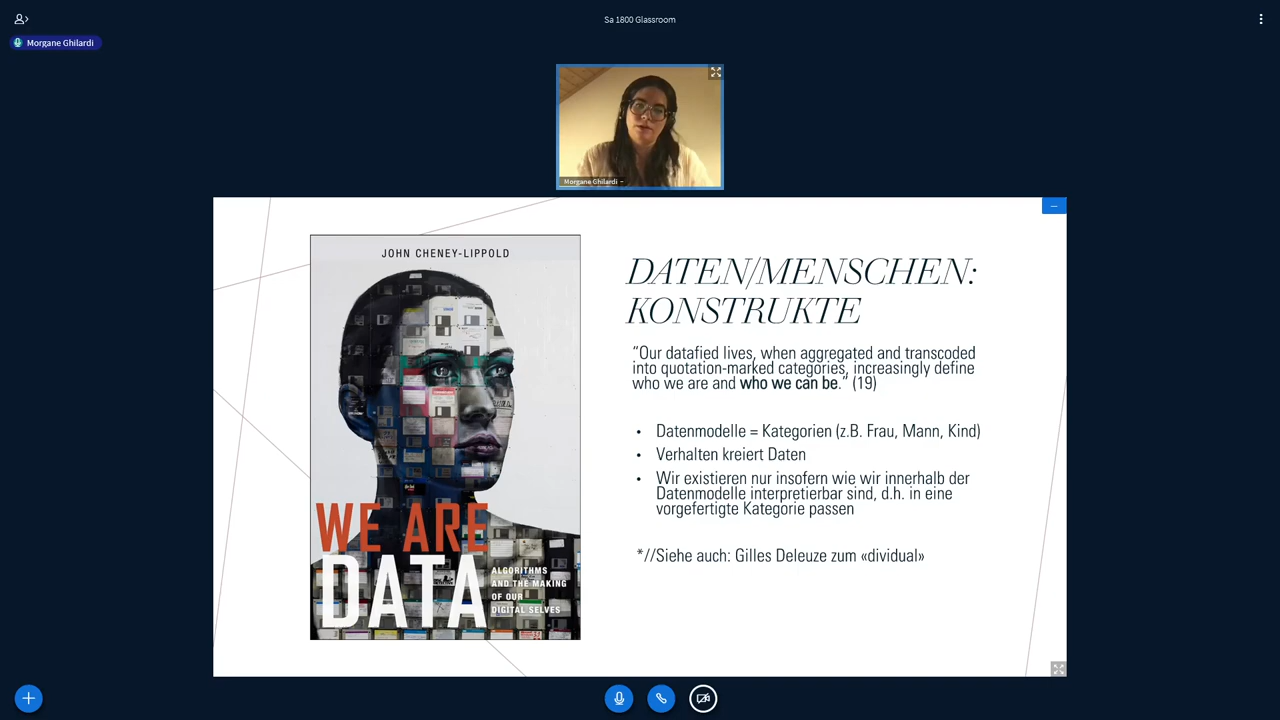 Sa 1800 Glassroom
Morgane Ghilardi
Morgane Ghilardi
JOHN CHENEY-LIPPOLD
WE ARE
DATA
ALGORITHMS
AND THE MAKING
OF OUR
DIGITAL SELVES
DATEN/MENSCHEN:
KONSTRUKTE
“Our datafied lives, when aggregated and transcoded
into quotation-marked categories, increasingly define
who we are and who we can be.” (19)
• Datenmodelle = Kategorien (z.B. Frau, Mann, Kind)
• Verhalten kreiert Daten
• Wir existieren nur insofern wie wir innerhalb der
Datenmodelle interpretierbar sind, d.h. in eine
vorgefertigte Kategorie passen
*//Siehe auch: Gilles Deleuze zum «dividual»